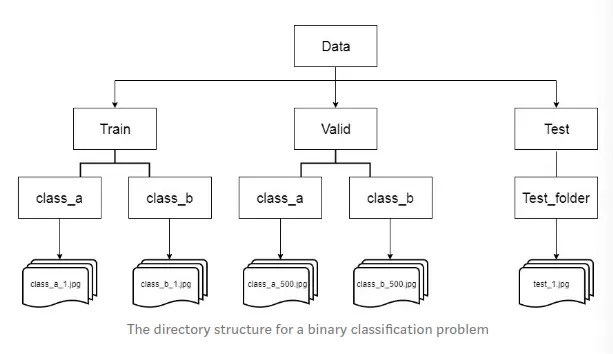 Data
Train
Valid
Test
class_a
class_b
class_a
class_b
Test_folder
class_a_1.jpg
class_b_1.jpg
class_a_500.jpg
class_b_500.jpg
test_1.jpg
The directory structure for a binary classification problem